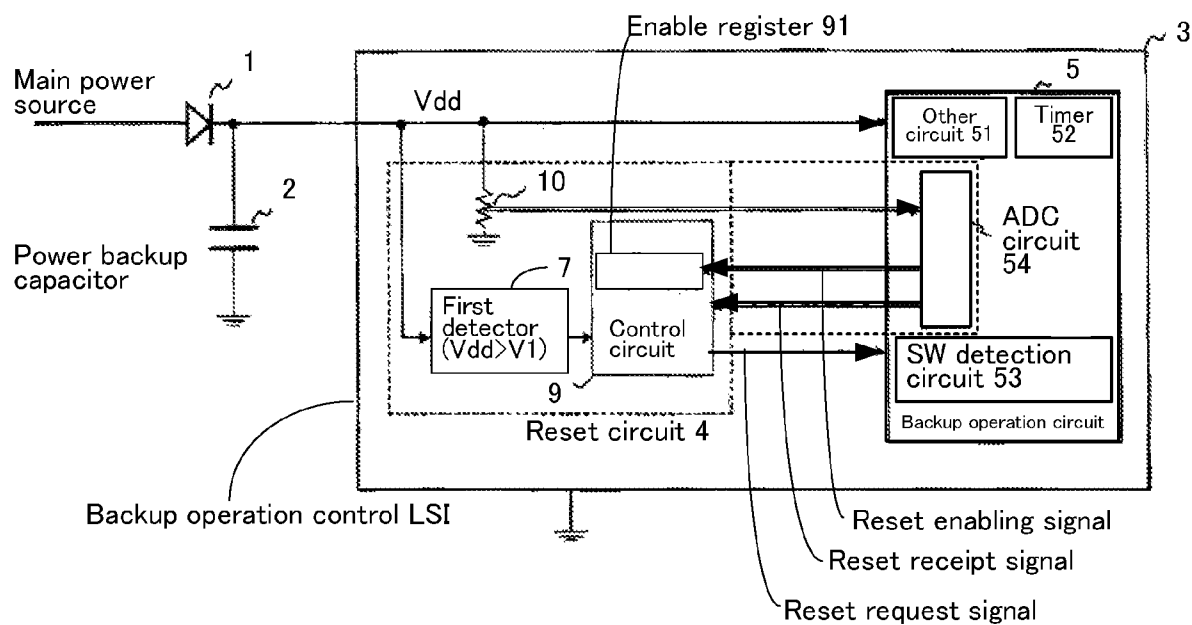 Enable register 91
3
1
5
Main power
source
Vdd
Other
circuit 51
Timer
52
10
2
ADC
circuit
54
Power backup
capacitor
7
First
detector
(Vdd>V1)
Control
circuit
SW detection
circuit 53
9
Backup operation circuit
Reset circuit 4
Backup operation control LSI
Reset enabling signal
Reset receipt signal
Reset request signal